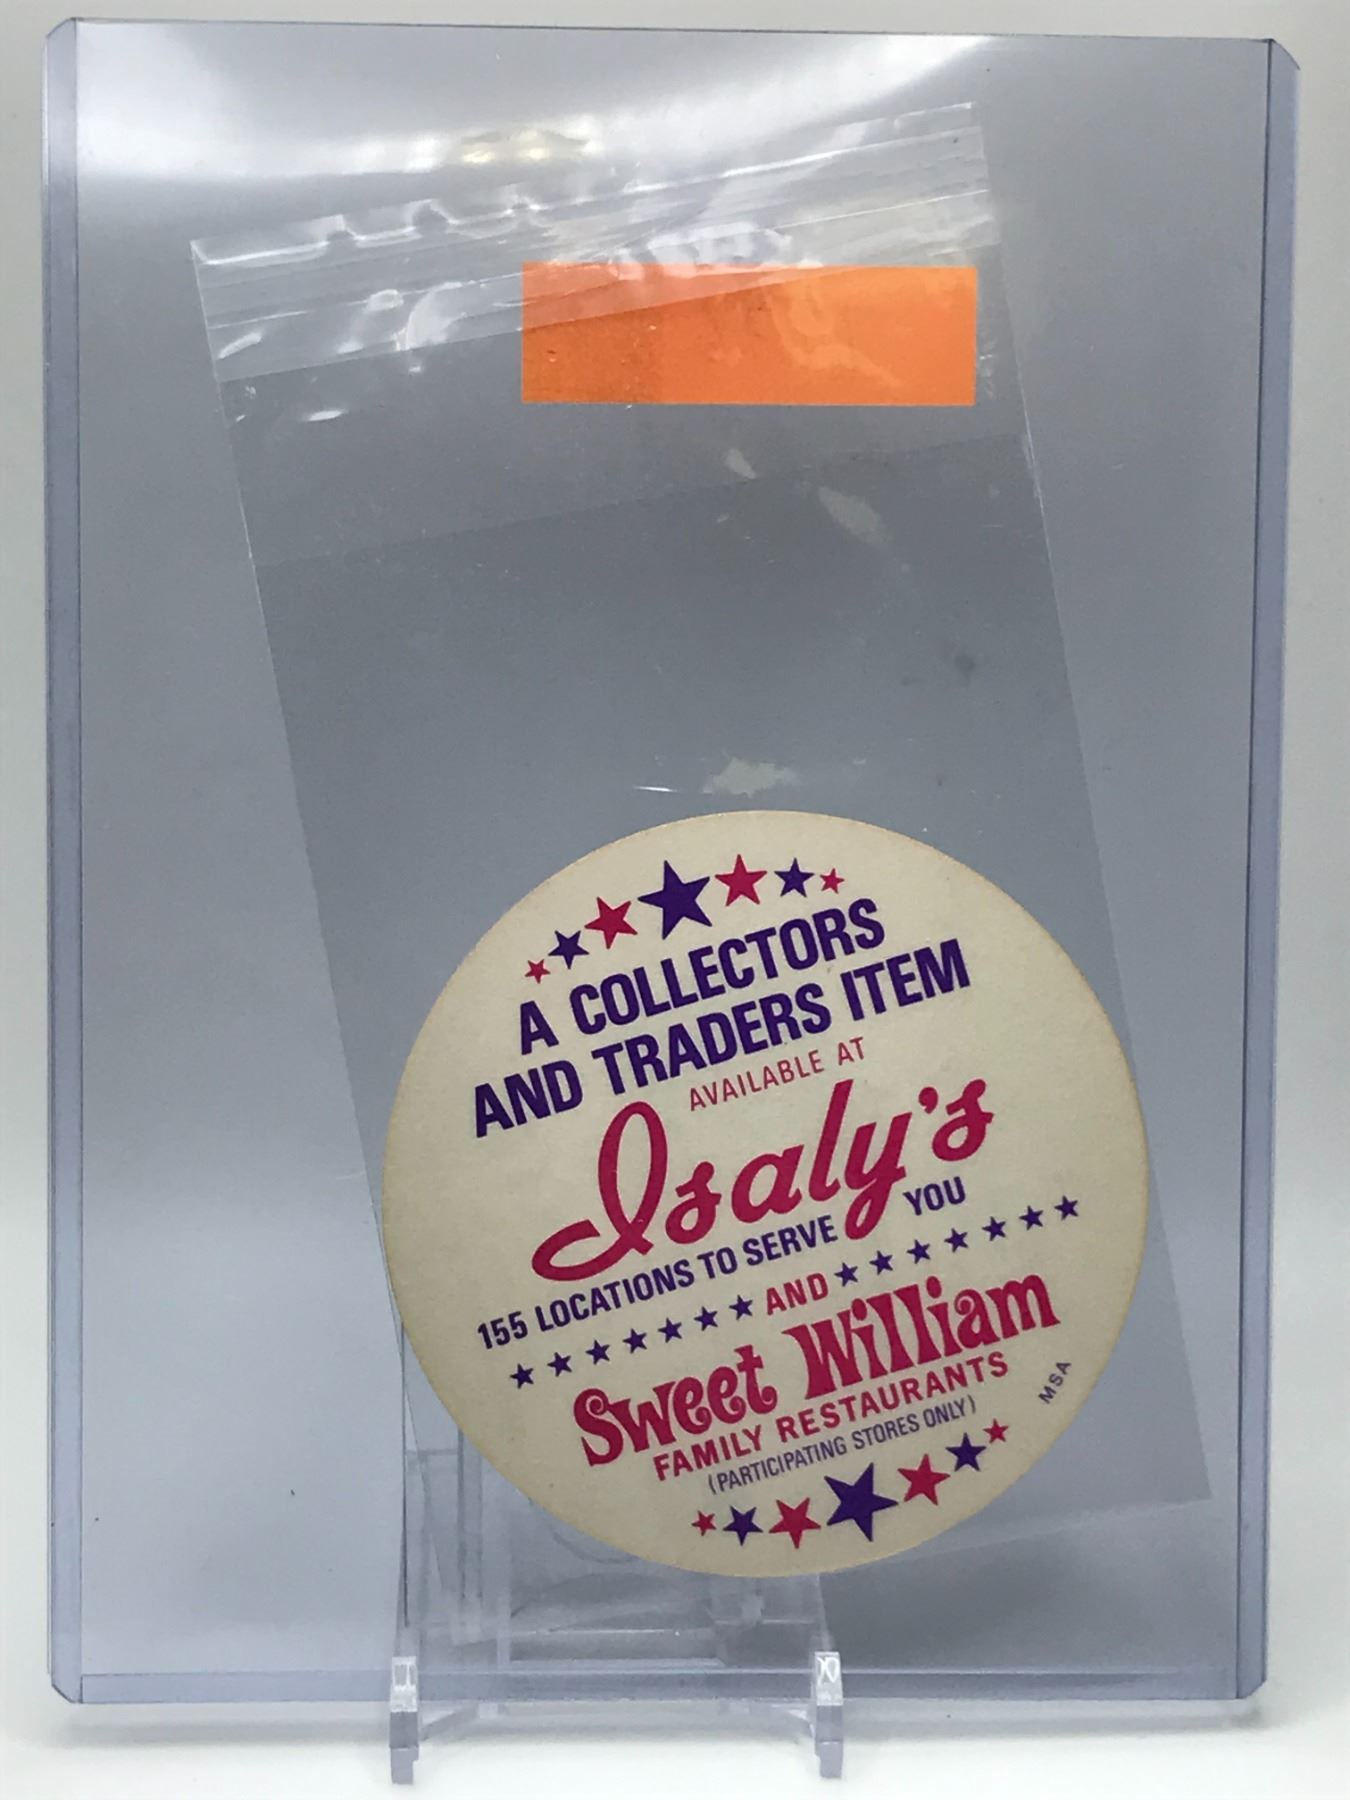 A COLLECTORS
AND TRADERS ITEM
AVAILABLE AT
Isaly's
155 LOCATIONS TO SERVE YOU
AND
Sweet William
FAMILY RESTAURANTS
(PARTICIPATING STORES ONLY)
MSA